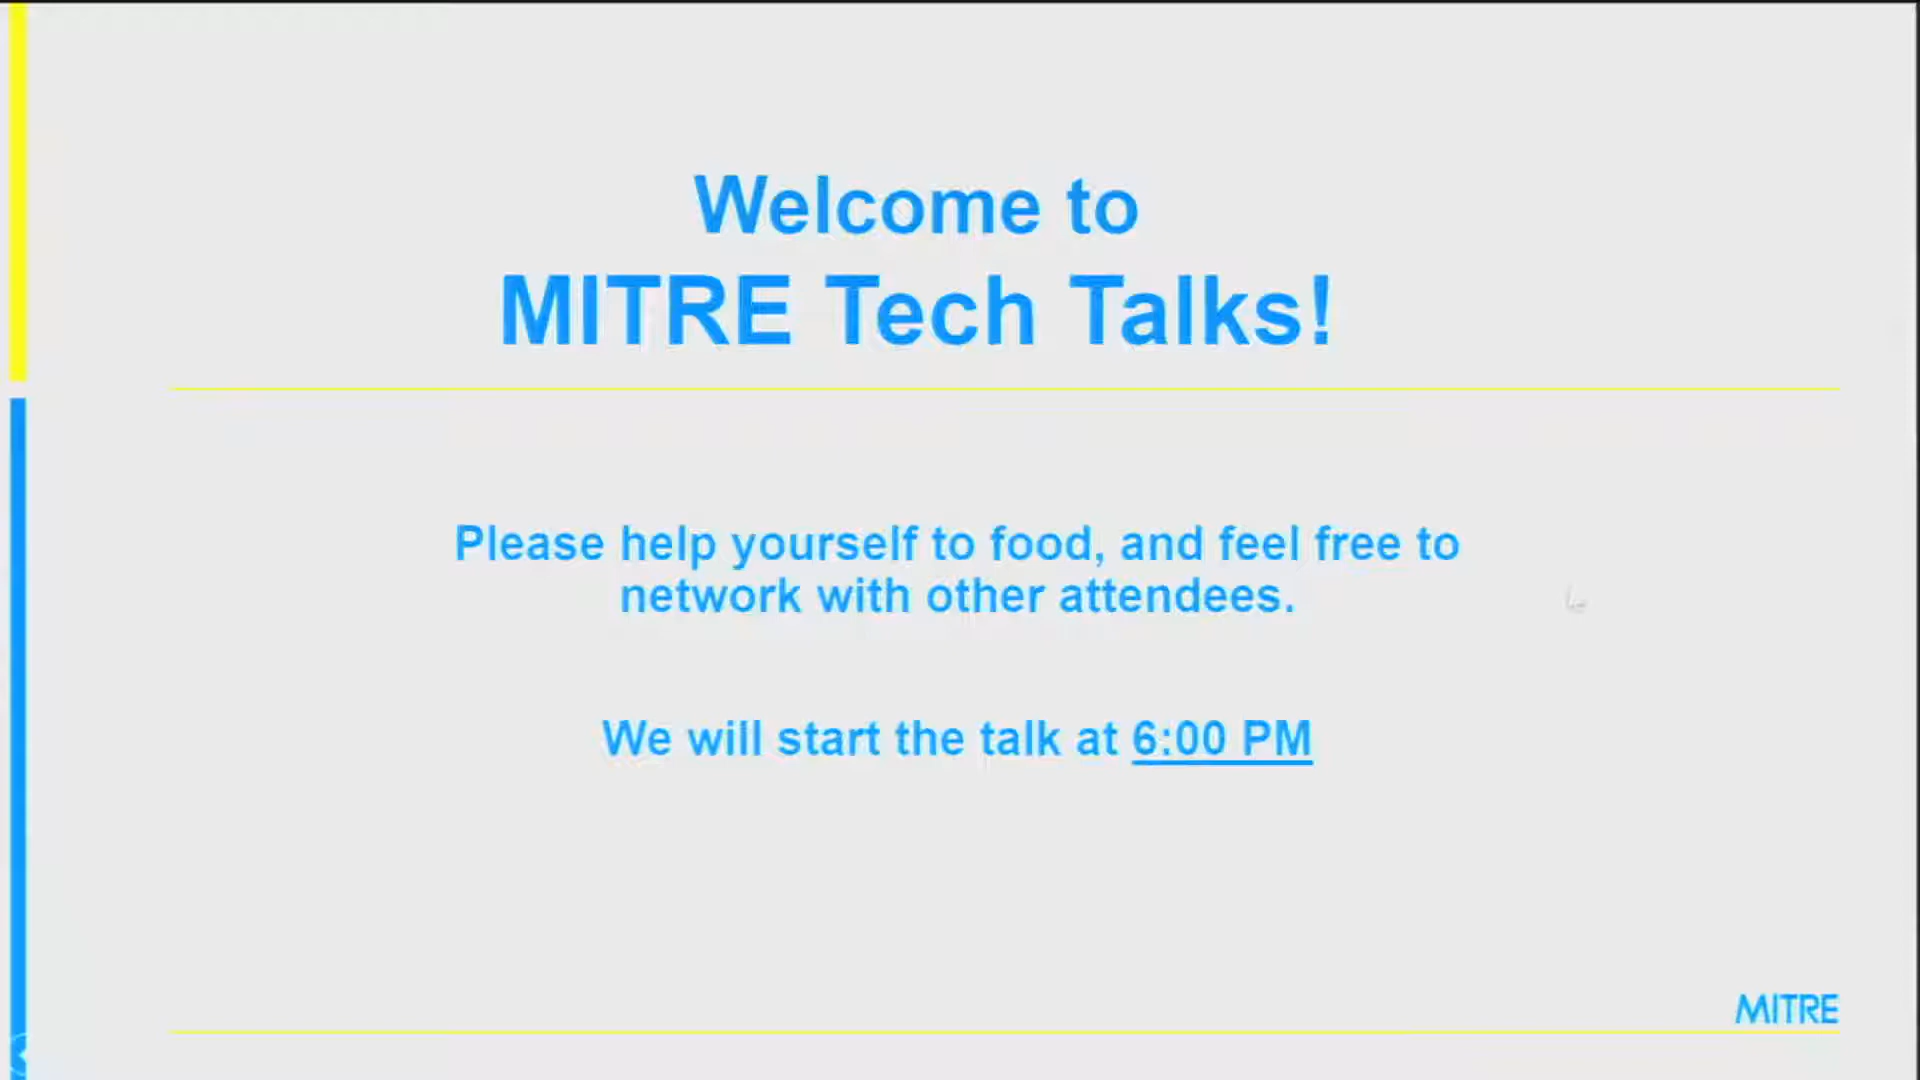 Welcome to
MITRE Tech Talks!
Please help yourself to food, and feel free to
network with other attendees.
We will start the talk at 6:00 PM
MITRE